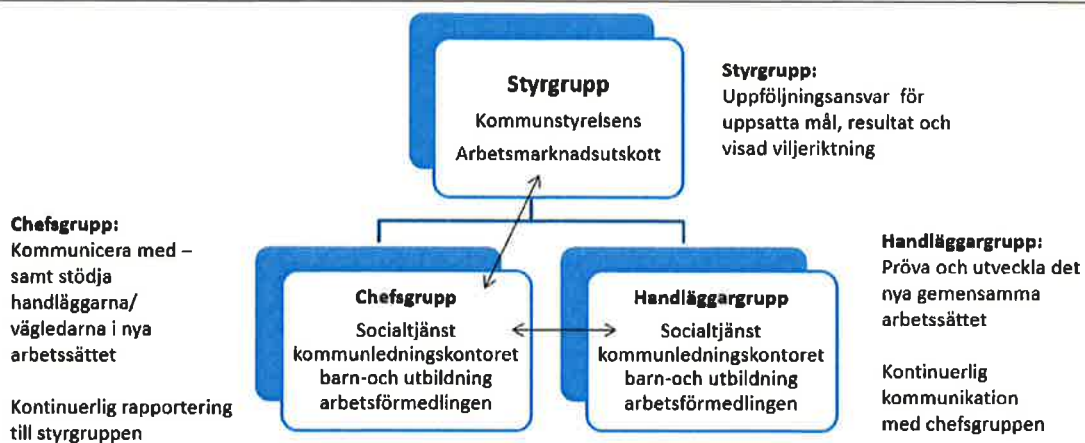 Styrgrupp
Kommunstyrelsens
Arbetsmarknadsutskott
Styrgrupp:
Uppföljningsansvar för
uppsatta mål, resultat och
visad viljeriktning
Chefsgrupp:
Kommunicera med –
samt stödja
handläggarna/
vägledarna i nya
arbetssättet
Kontinuerlig rapportering
till styrgruppen
Chefsgrupp
Socialtjänst
kommunledningskontoret
barn-och utbildning
arbetsförmedlingen
Handläggargrupp
Socialtjänst
kommunledningskontoret
barn-och utbildning
arbetsförmedlingen
Handläggargrupp:
Pröva och utveckla det
nya gemensamma
arbetssättet
Kontinuerlig
kommunikation
med chefsgruppen